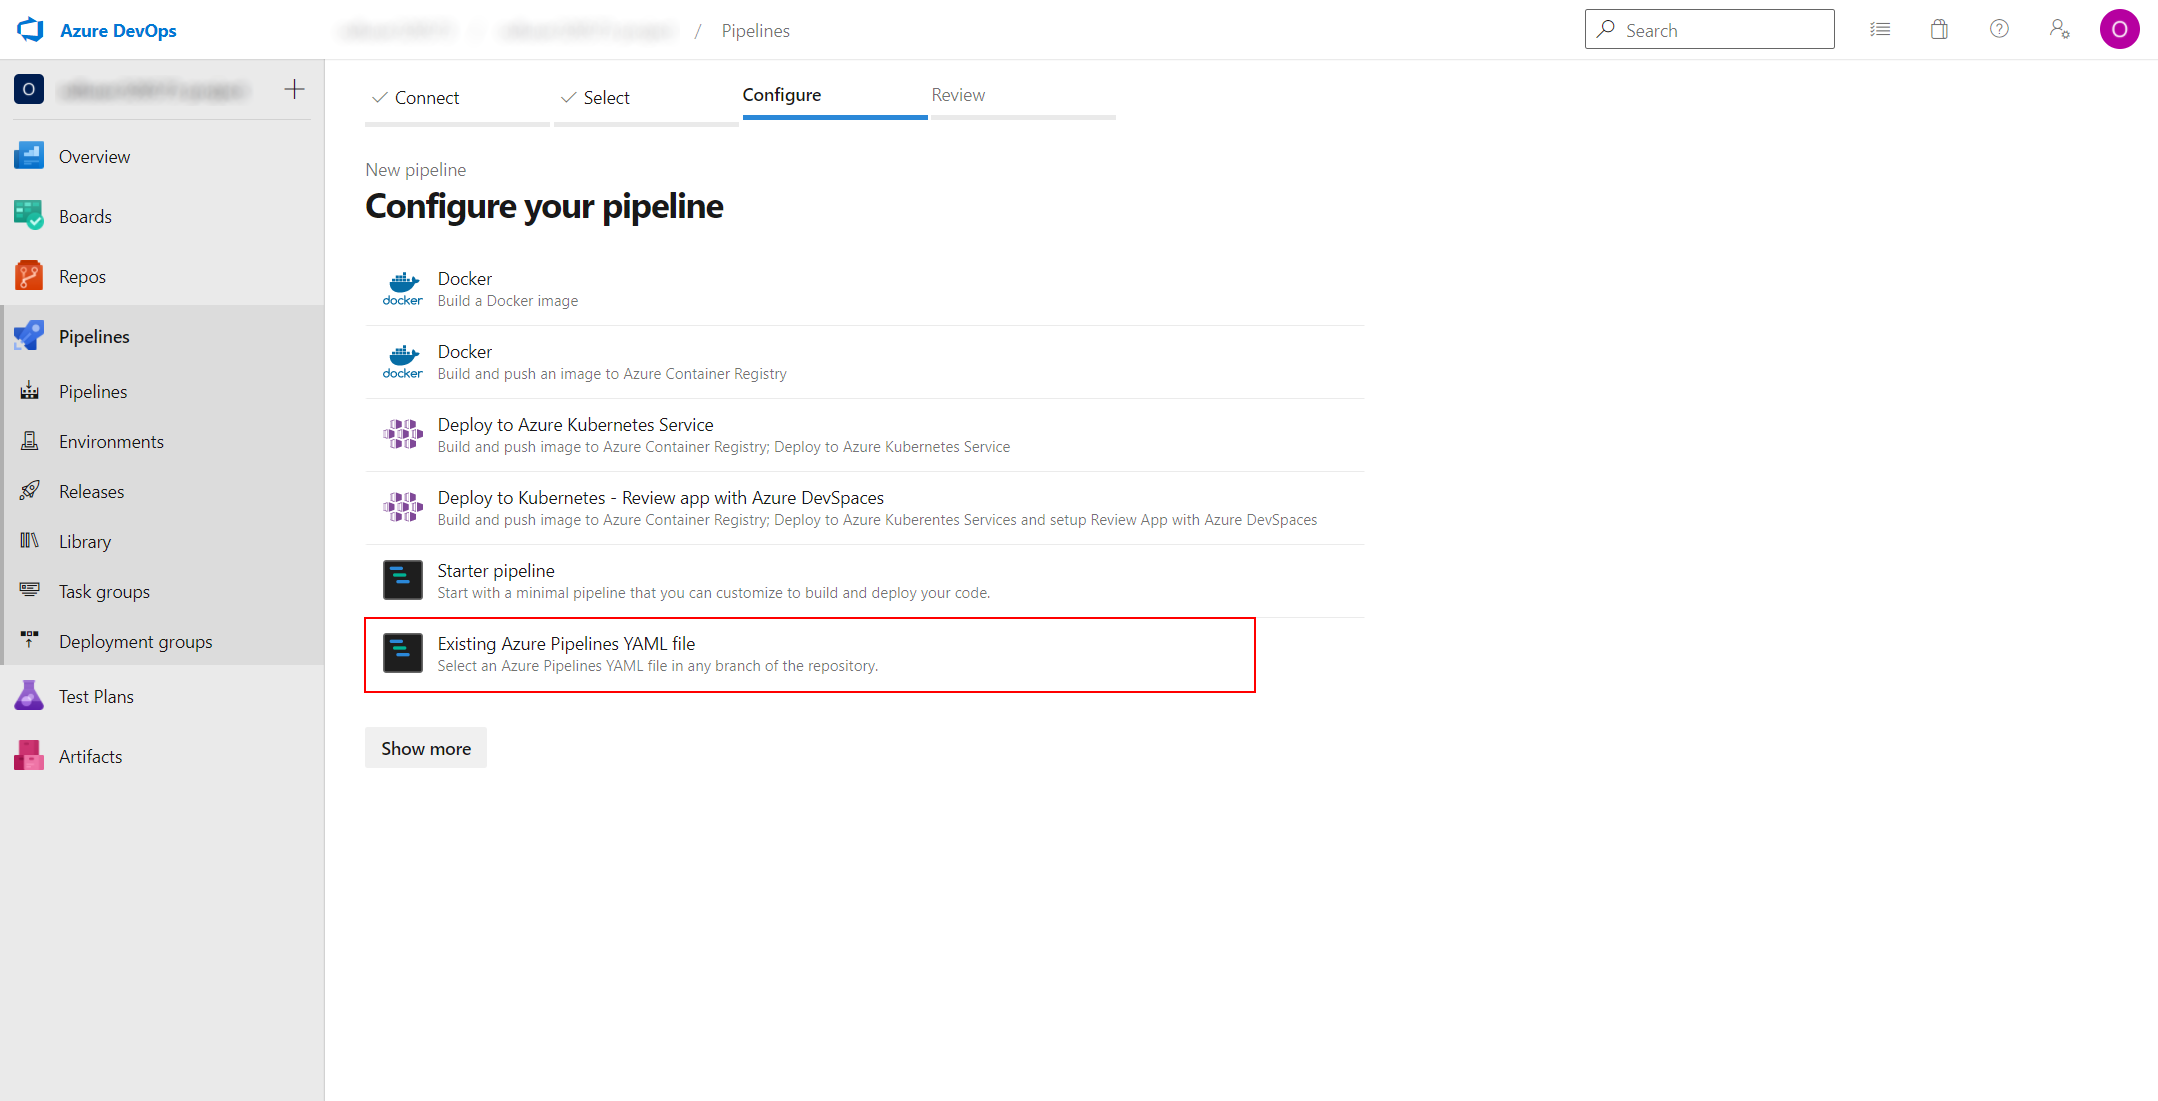 Azure DevOps
/ Pipelines
Search
O
O
Overview
Boards
Repos
Pipelines
Pipelines
Environments
Releases
Library
Task groups
Deployment groups
Test Plans
Artifacts
Connect
Select
Configure
Review
New pipeline
Configure your pipeline
docker
Docker
Build a Docker image
docker
Docker
Build and push an image to Azure Container Registry
Deploy to Azure Kubernetes Service
Build and push image to Azure Container Registry; Deploy to Azure Kubernetes Service
Deploy to Kubernetes - Review app with Azure DevSpaces
Build and push image to Azure Container Registry; Deploy to Azure Kuberentes Services and setup Review App with Azure DevSpaces
Starter pipeline
Start with a minimal pipeline that you can customize to build and deploy your code.
Existing Azure Pipelines YAML file
Select an Azure Pipelines YAML file in any branch of the repository.
Show more